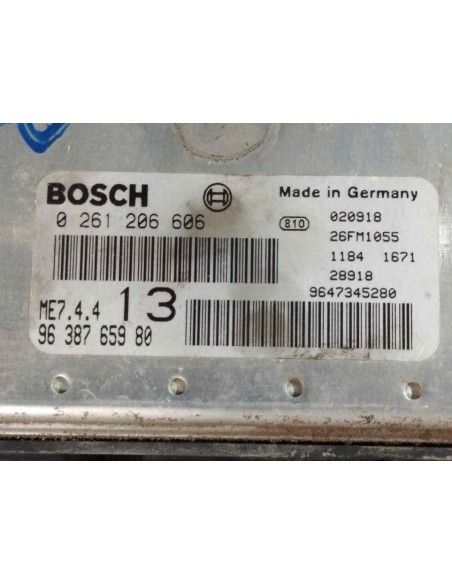 BOSCH
Made in Germany
0 261 206 606
810
020918
26FM1055
1184 1671
28918
9647345280
ME7.4.4 13
96 387 659 80